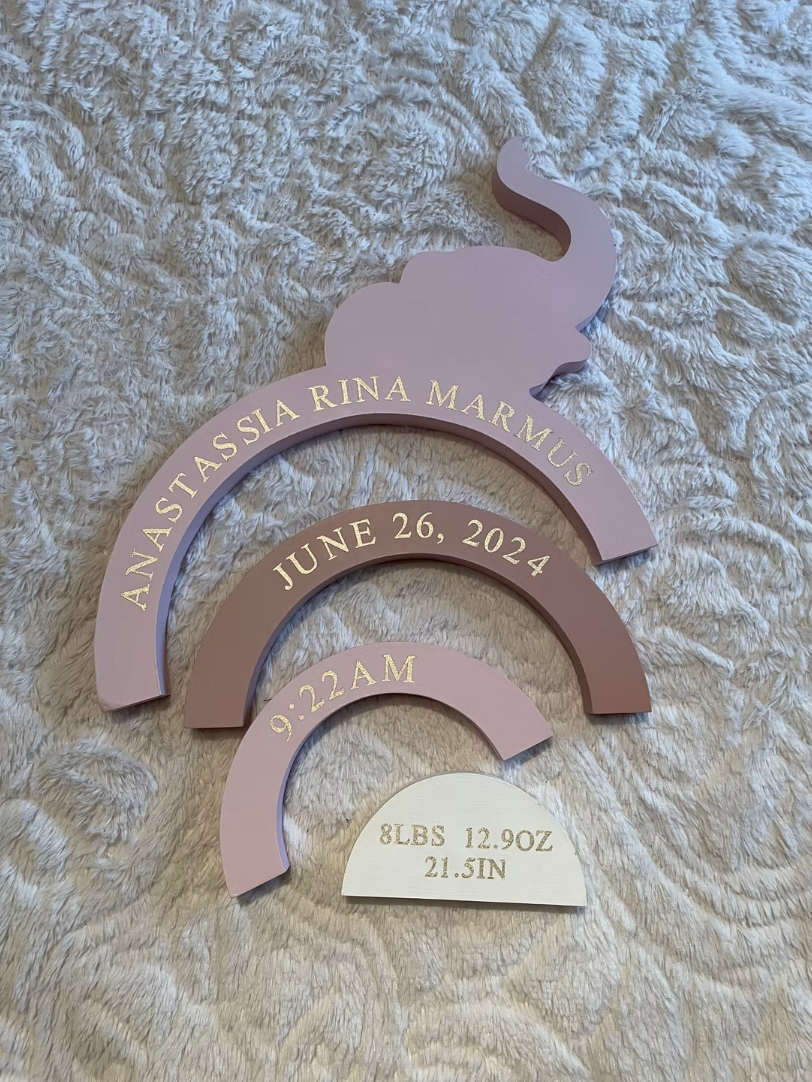 ANASTASSIA RINA MARMUS
JUNE 26, 2024
9:22AM
8LBS 12.9OZ
21.5IN